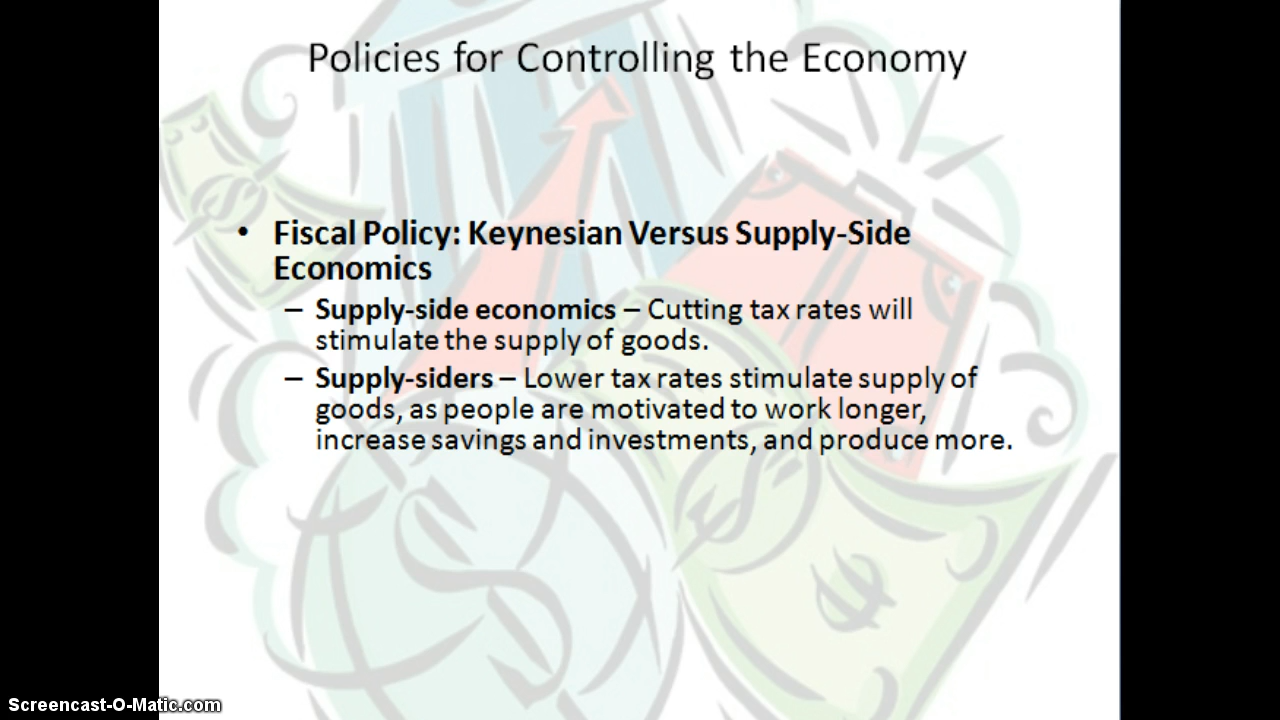 Policies for Controlling the Economy
• Fiscal Policy: Keynesian Versus Supply-Side
Economics
– Supply-side economics – Cutting tax rates will
stimulate the supply of goods.
– Supply-siders – Lower tax rates stimulate supply of
goods, as people are motivated to work longer,
increase savings and investments, and produce more.
Screencast-O-Matic.com